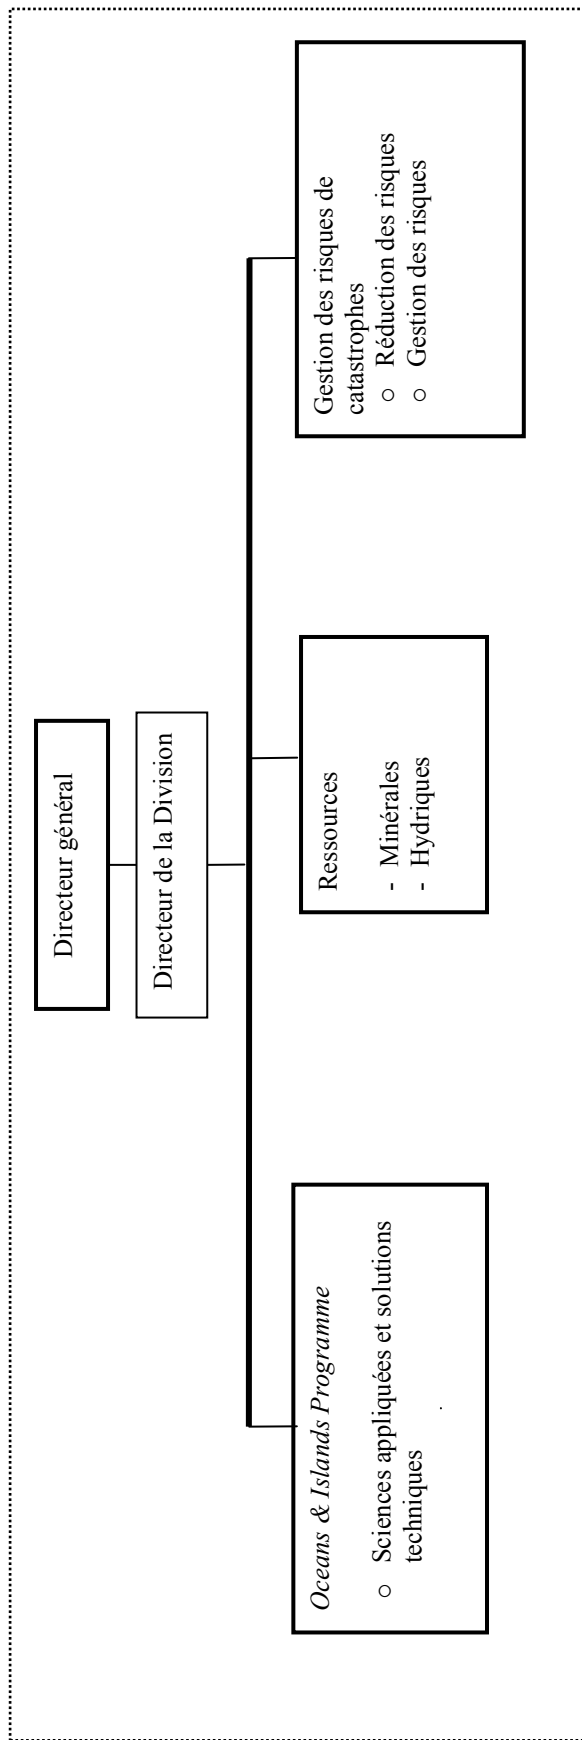 Directeur général
Directeur de la Division
Oceans & Islands Programme
o Sciences appliquées et solutions
techniques
Ressources
- Minérales
- Hydriques
Gestion des risques de
catastrophes
o Réduction des risques
o Gestion des risques